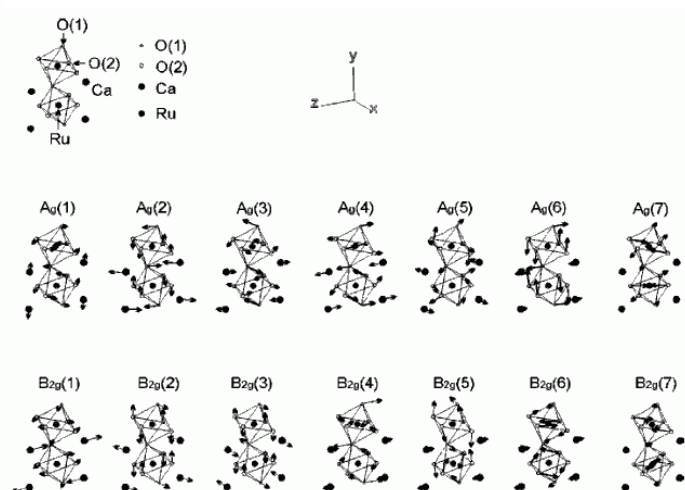 O(1)
O(2)
Ca
Ru
O(1)
O(2)
Ca
Ru
y
z
x
Ag(1) Ag(2) Ag(3) Ag(4) Ag(5) Ag(6) Ag(7)
B2g(1) B2g(2) B2g(3) B2g(4) B2g(5) B2g(6) B2g(7)